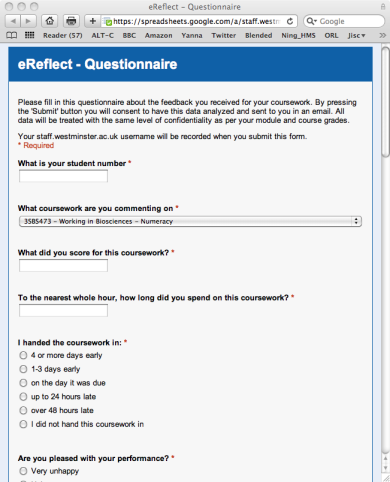 eReflect – Questionnaire
https://spreadsheets.google.com/a/staff.westm
Google
Reader (57) ALT-C BBC Amazon Yanna Twitter Blended Ning_HMS ORL Jisc
eReflect - Questionnaire
Please fill in this questionnaire about the feedback you received for your coursework. By pressing
the 'Submit' button you will consent to have this data analyzed and sent to you in an email. All
data will be treated with the same level of confidentiality as per your module and course grades.
Your staff.westminster.ac.uk username will be recorded when you submit this form.
* Required
What is your student number *
What coursework are you commenting on *
3SBS473 – Working in Biosciences – Numeracy
What did you score for this coursework? *
To the nearest whole hour, how long did you spend on this coursework? *
I handed the coursework in: *
4 or more days early
1-3 days early
on the day it was due
up to 24 hours late
over 48 hours late
I did not hand this coursework in
Are you pleased with your performance? *
Very unhappy